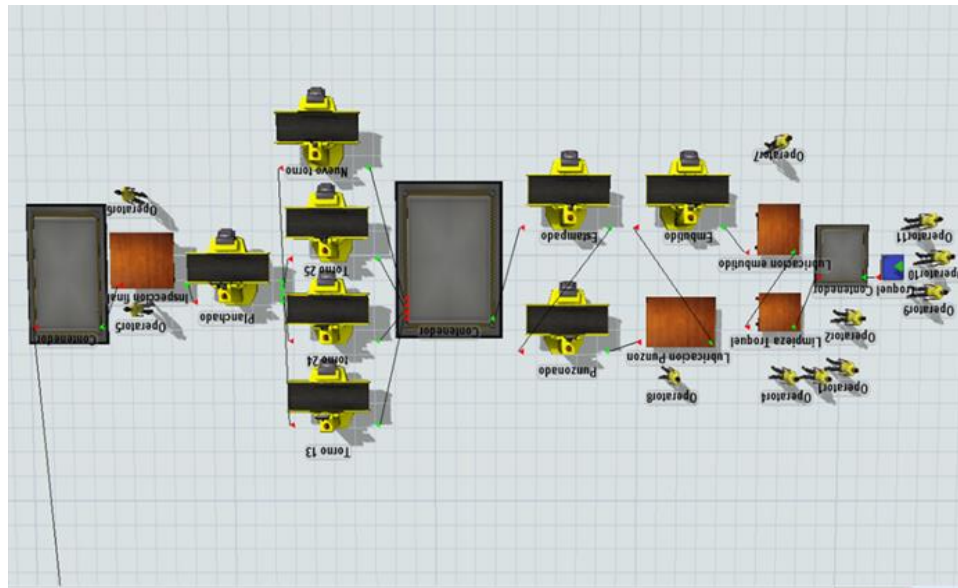 Nuevo torno
Torno 25
torno 24
Torno 13
Operator6
Inspeccion final
Operator5
Contenedor
Planchado
Contenedor
Estampado
Embutido
Operator7
Lubricacion embutido
Punzonado
Lubricacion Punzon
Operator8
Limpieza Troquel
Operator2
Operator4
Operator1
Contenedor
Troquel
Operator11
Operator10
Operator9